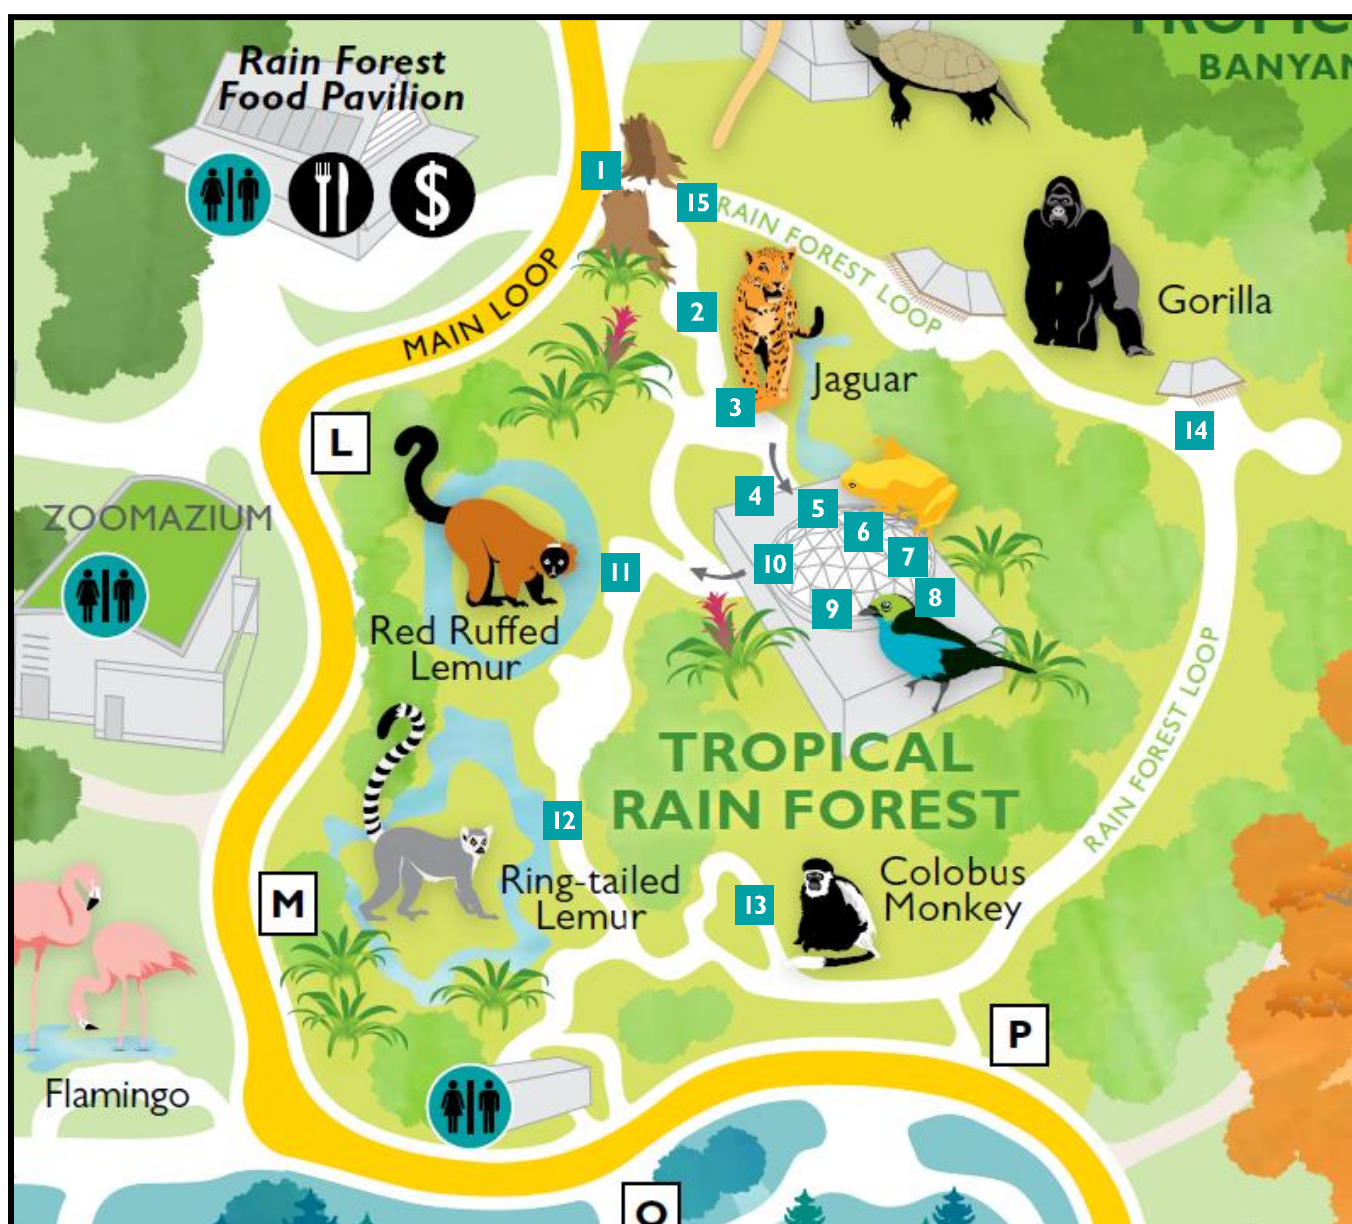 TROPIC
BANYAN
Rain Forest
Food Pavilion
$
1
15
RAIN FOREST LOOP
Gorilla
MAIN LOOP
2
Jaguar
3
14
L
ZOOMAZIUM
4
5
6
7
8
9
10
11
Red Ruffed
Lemur
RAIN FOREST LOOP
TROPICAL
RAIN FOREST
12
Ring-tailed
Lemur
13
Colobus
Monkey
M
P
Flamingo
O